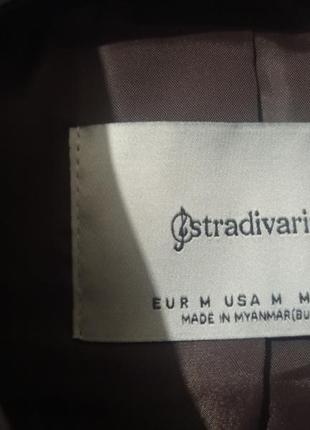 stradivari
EUR M USA M M
MADE IN MYANMAR(BU